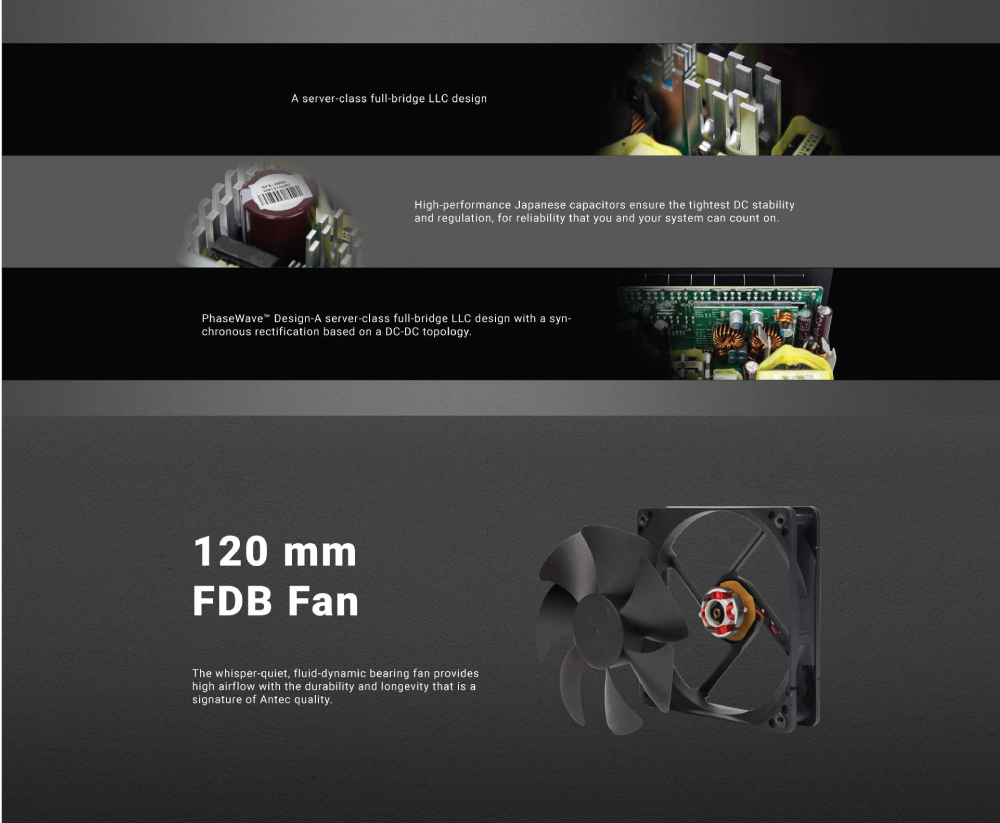 A server-class full-bridge LLC design
High-performance Japanese capacitors ensure the tightest DC stability
and regulation, for reliability that you and your system can count on.
PhaseWave™ Design-A server-class full-bridge LLC design with a syn-
chronous rectification based on a DC-DC topology.
120 mm
FDB Fan
The whisper-quiet, fluid-dynamic bearing fan provides
high airflow with the durability and longevity that is a
signature of Antec quality.